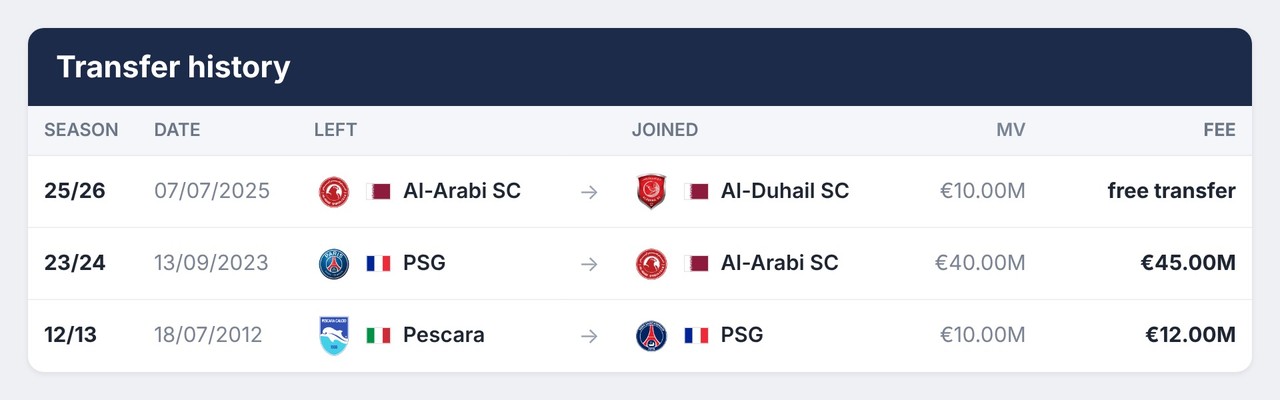 Transfer history
SEASON DATE LEFT JOINED MV FEE
25/26 07/07/2025 Al-Arabi SC → Al-Duhail SC €10.00M free transfer
23/24 13/09/2023 PSG → Al-Arabi SC €40.00M €45.00M
12/13 18/07/2012 Pescara → PSG €10.00M €12.00M